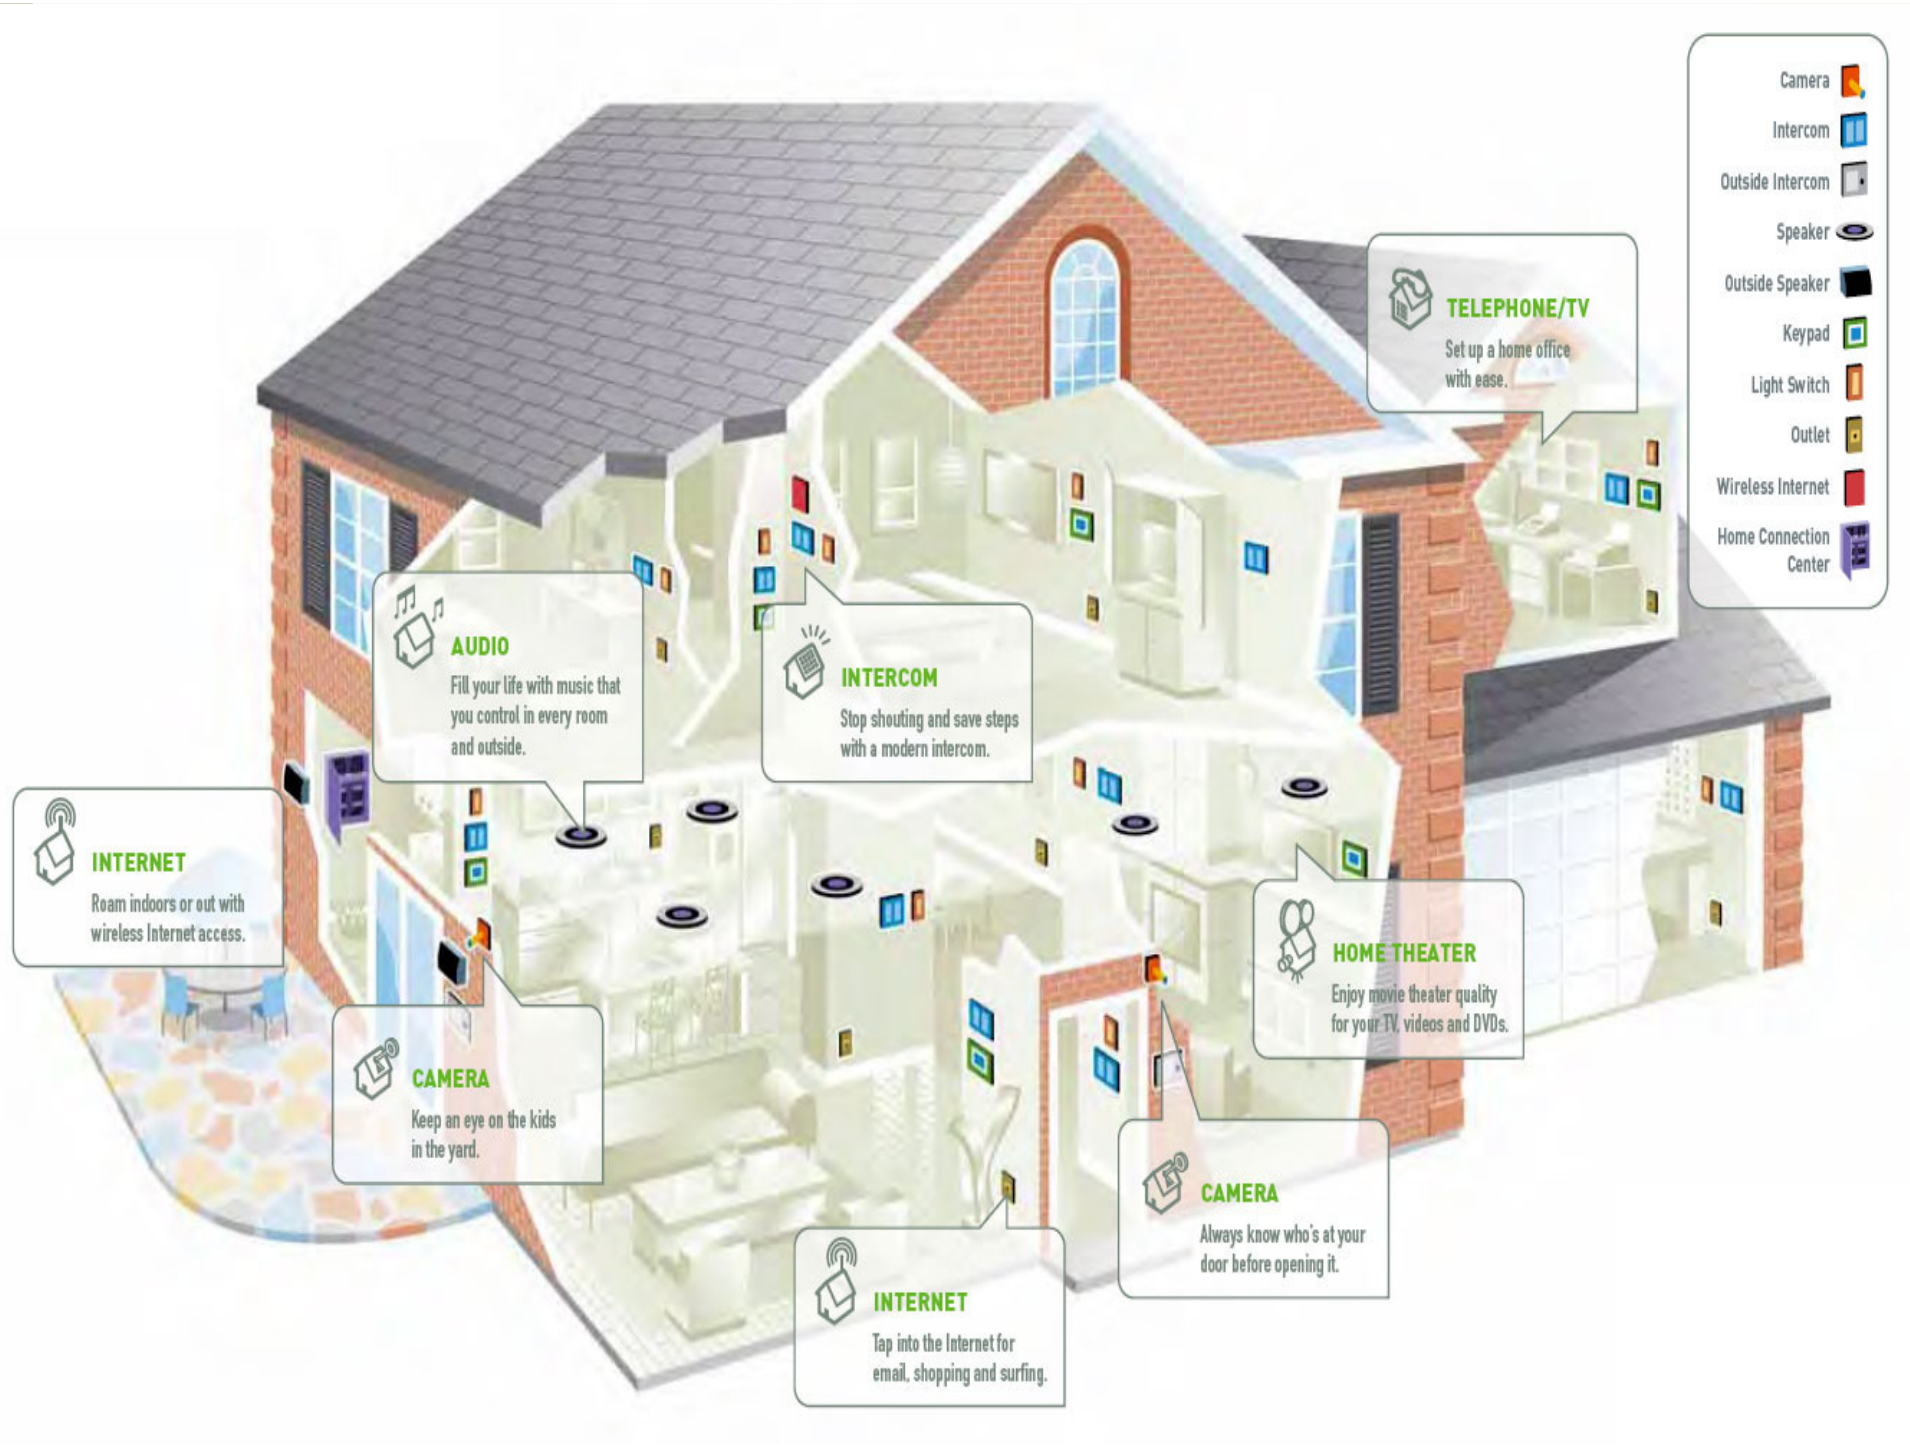 Camera
Intercom
Outside Intercom
Speaker
Outside Speaker
Keypad
Light Switch
Outlet
Wireless Internet
Home Connection
Center
TELEPHONE/TV
Set up a home office
with ease.
AUDIO
Fill your life with music that
you control in every room
and outside.
INTERCOM
Stop shouting and save steps
with a modern intercom.
INTERNET
Roam indoors or out with
wireless Internet access.
HOME THEATER
Enjoy movie theater quality
for your TV, videos and DVDs.
CAMERA
Keep an eye on the kids
in the yard.
CAMERA
Always know who's at your
door before opening it.
INTERNET
Tap into the Internet for
email, shopping and surfing.